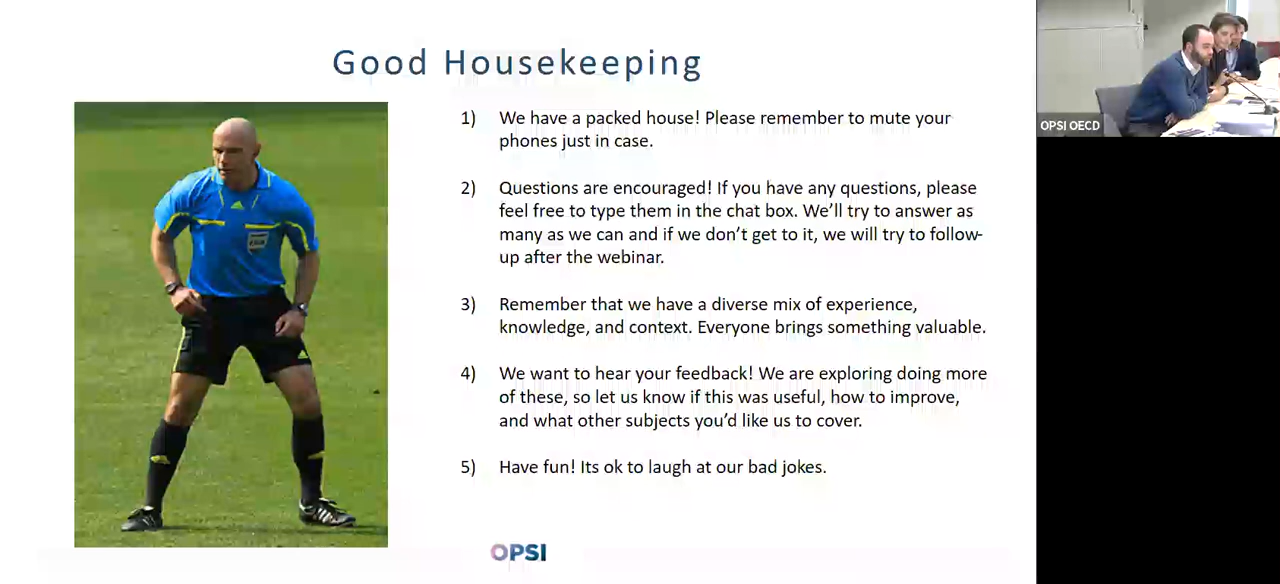 Good Housekeeping
1) We have a packed house! Please remember to mute your
phones just in case.
2) Questions are encouraged! If you have any questions, please
feel free to type them in the chat box. We'll try to answer as
many as we can and if we don't get to it, we will try to follow-
up after the webinar.
3) Remember that we have a diverse mix of experience,
knowledge, and context. Everyone brings something valuable.
4) We want to hear your feedback! We are exploring doing more
of these, so let us know if this was useful, how to improve,
and what other subjects you'd like us to cover.
5) Have fun! Its ok to laugh at our bad jokes.
OPSI
OPSI OECD